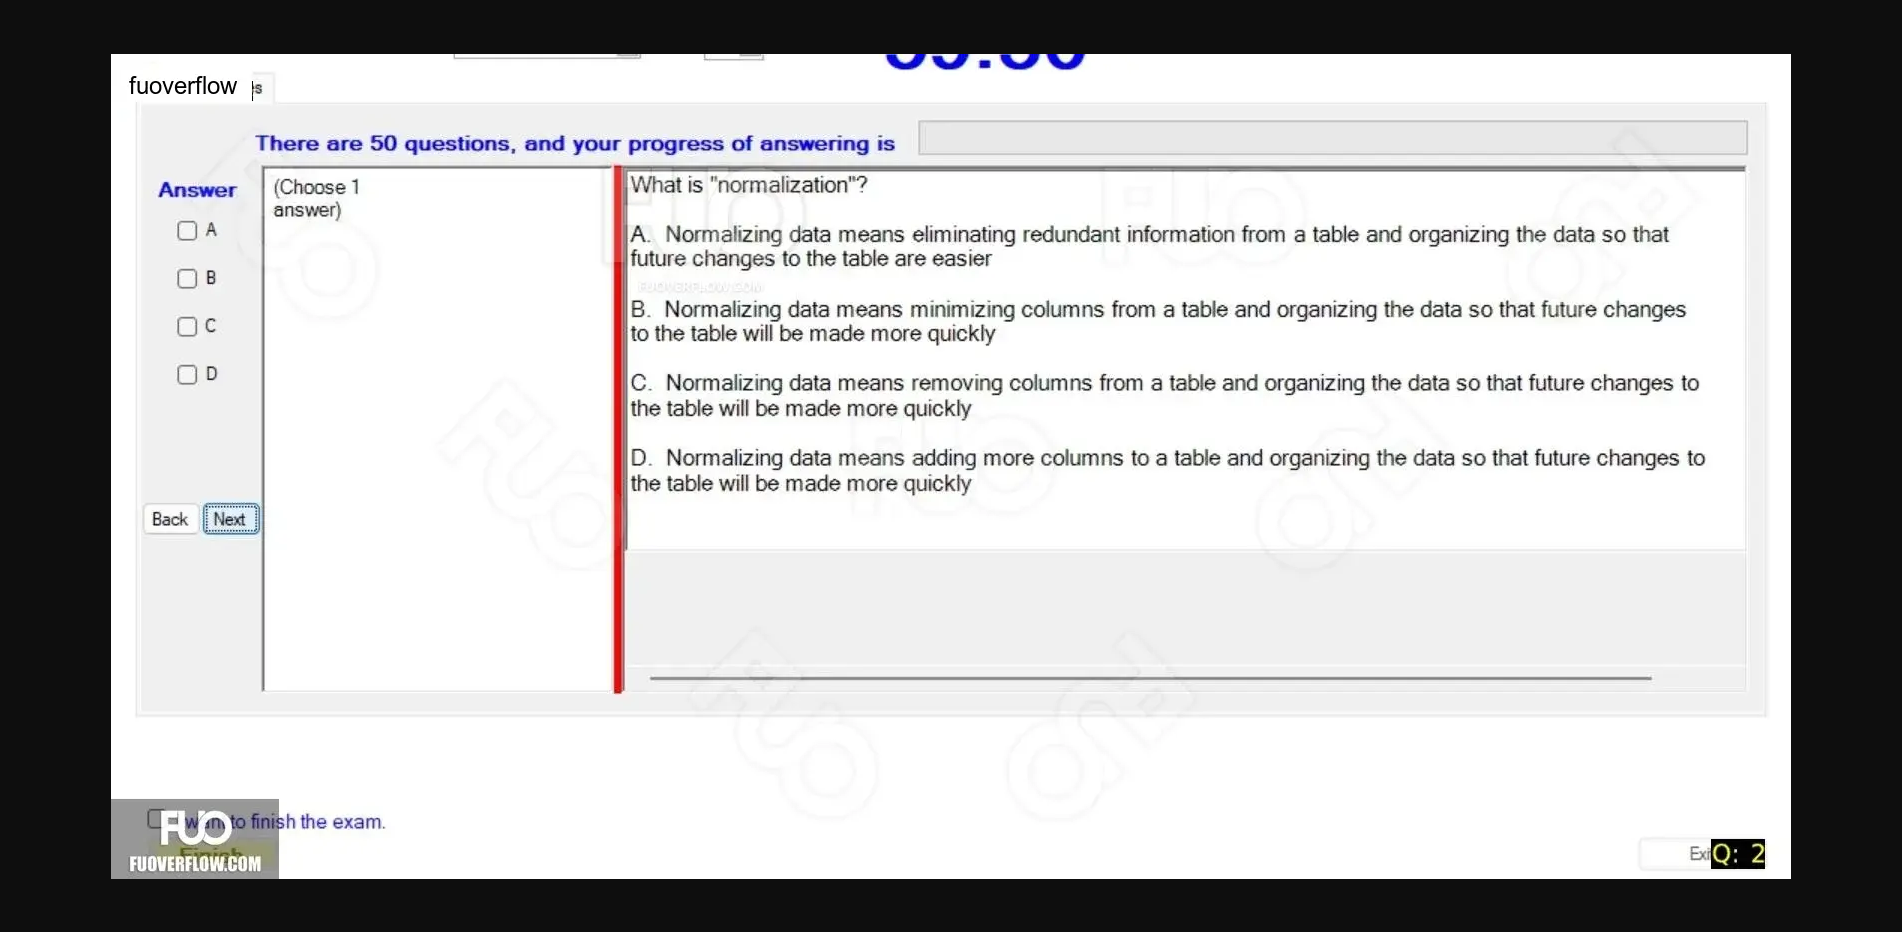 fuoverflow
There are 50 questions, and your progress of answering is
Answer
(Choose 1
answer)
A
B
C
D
Back
Next
What is "normalization"?
A. Normalizing data means eliminating redundant information from a table and organizing the data so that
future changes to the table are easier
FUOVERFLOW.COM
B. Normalizing data means minimizing columns from a table and organizing the data so that future changes
to the table will be made more quickly
C. Normalizing data means removing columns from a table and organizing the data so that future changes to
the table will be made more quickly
D. Normalizing data means adding more columns to a table and organizing the data so that future changes to
the table will be made more quickly
want to finish the exam.
Finish
FUO
FUOVERFLOW.COM
Q: 2